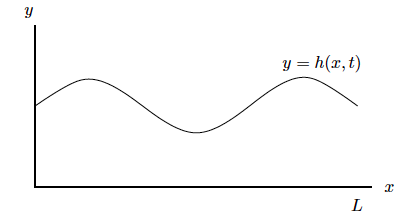 y
y = h(x, t)
x
L